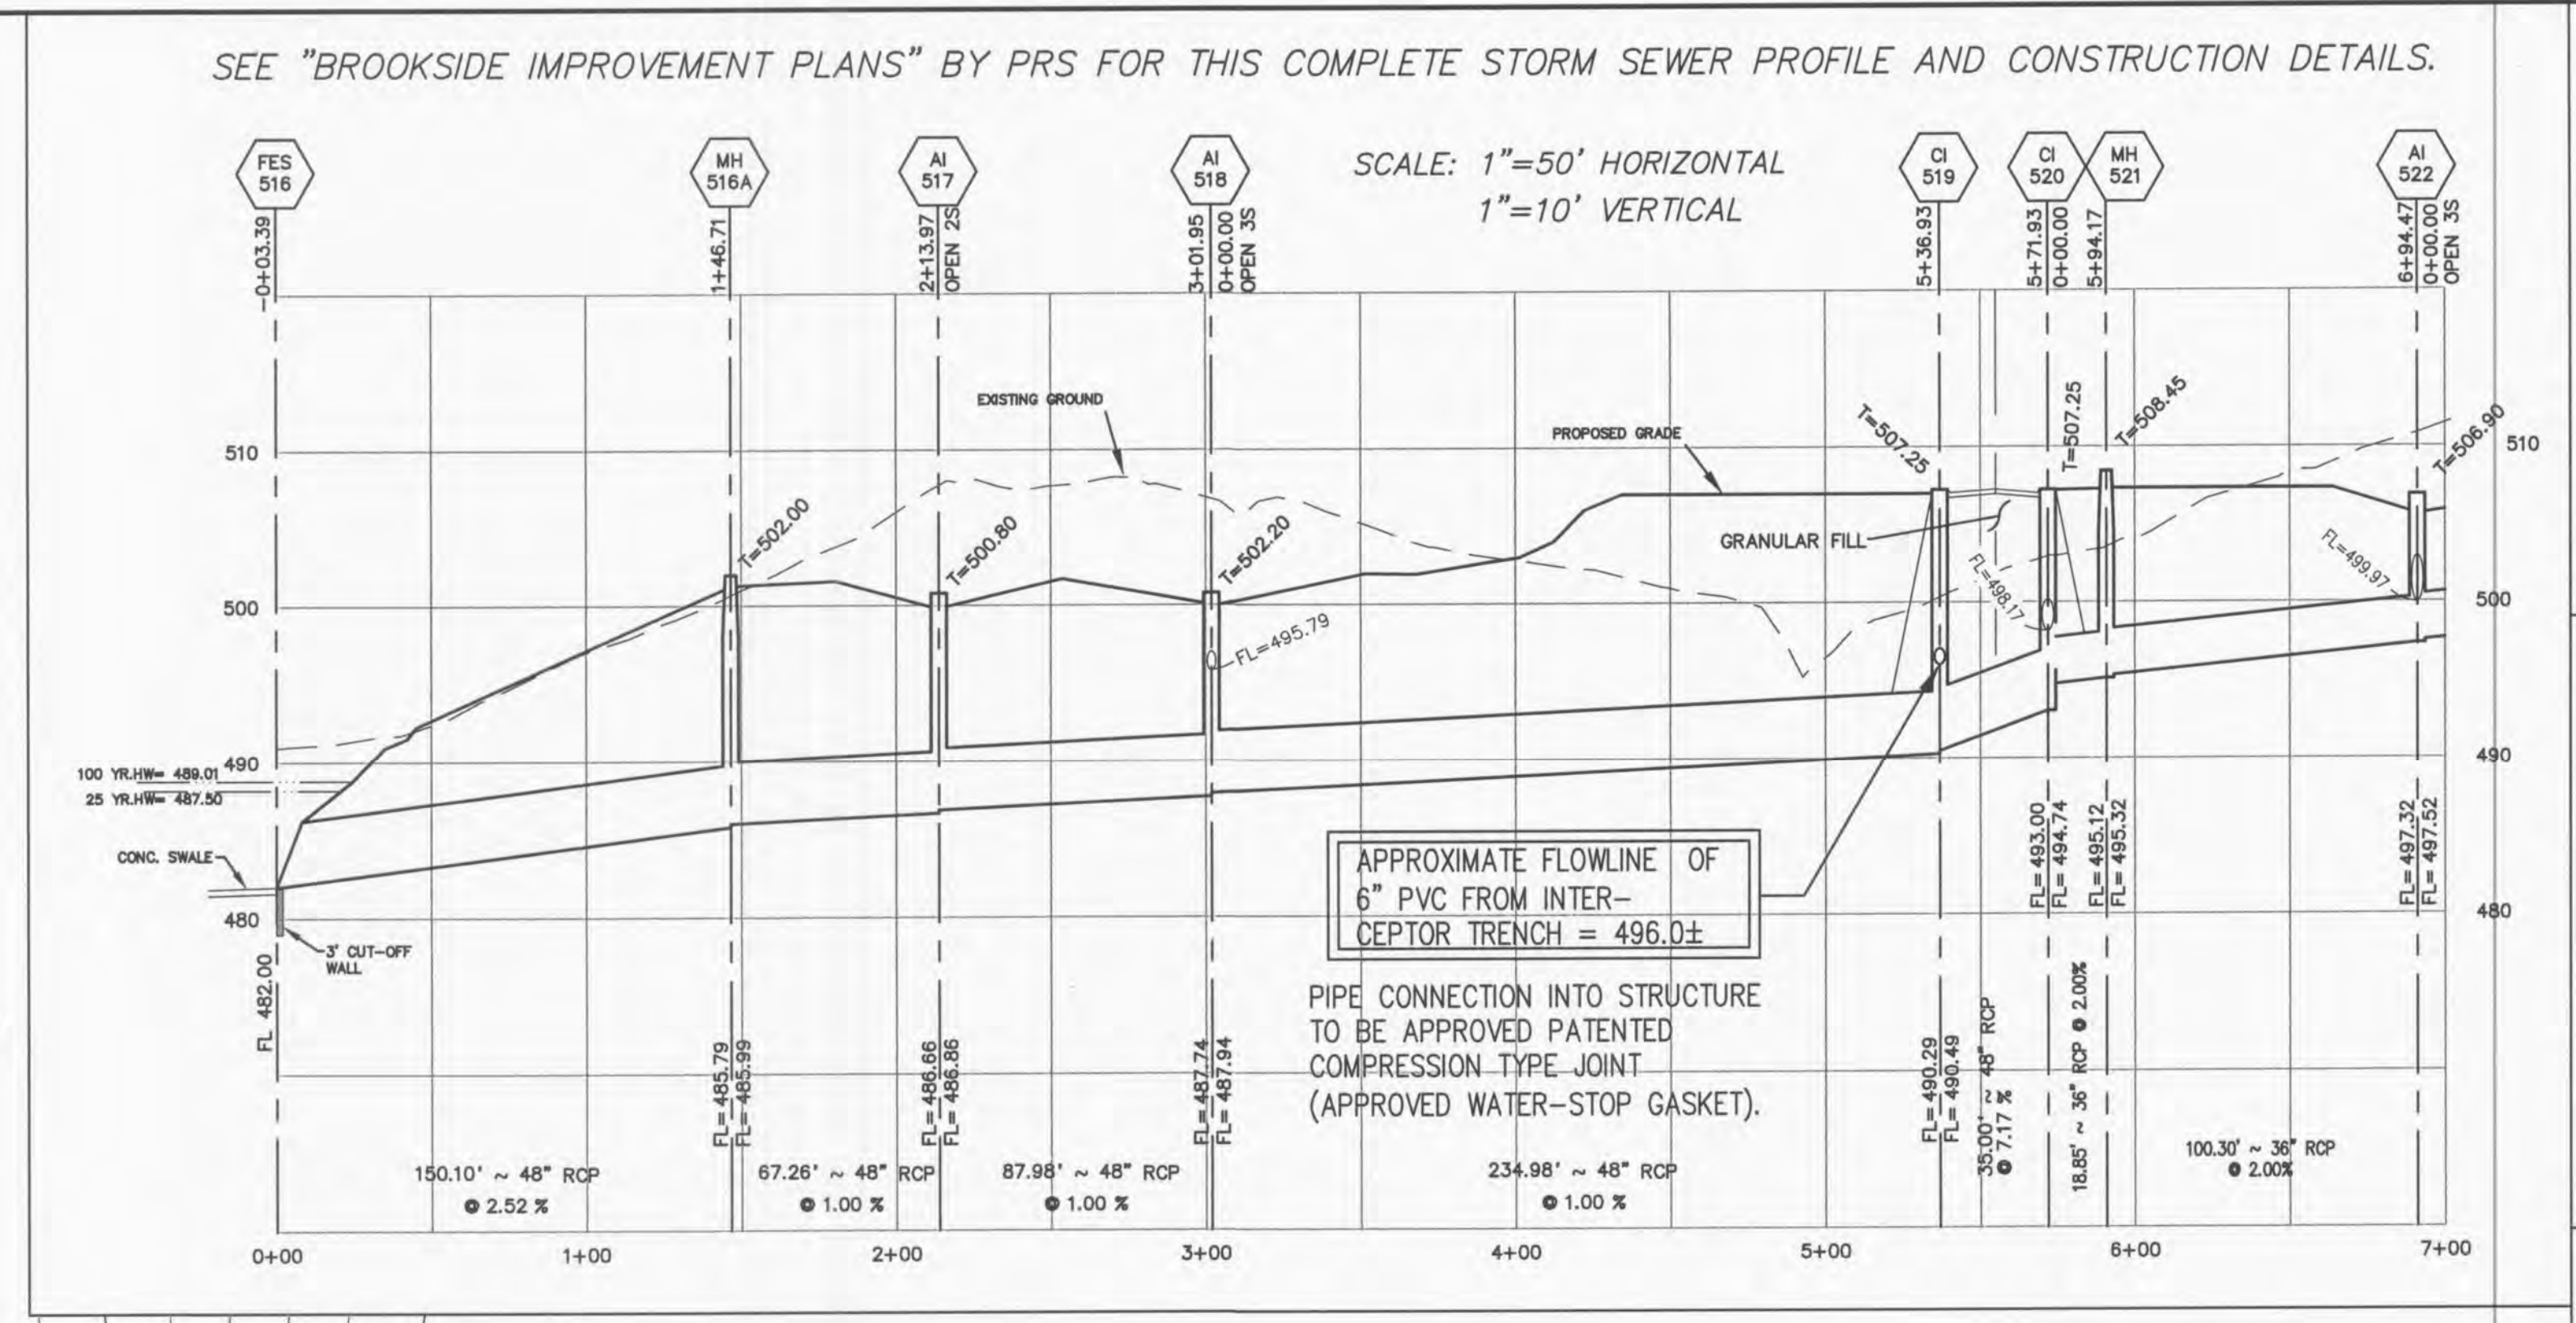 SEE "BROOKSIDE IMPROVEMENT PLANS" BY PRS FOR THIS COMPLETE STORM SEWER PROFILE AND CONSTRUCTION DETAILS.
SCALE: 1"=50' HORIZONTAL
1"=10' VERTICAL
FES
516
MH
516A
AI
517
AI
518
CI
519
CI
520
MH
521
AI
522
-0+03.39
1+46.71
2+13.97
OPEN 2S
3+01.95
0+00.00
OPEN 3S
5+36.93
5+71.93
0+00.00
5+94.17
6+94.47
0+00.00
OPEN 3S
EXISTING GROUND
PROPOSED GRADE
GRANULAR FILL
T=502.00
T=500.80
T=502.20
T=507.25
T=507.25
T=508.45
T=506.90
FL=495.79
FL=498.17
FL=499.97
510
500
490
480
510
500
490
480
100 YR.HW= 489.01
25 YR.HW= 487.50
CONC. SWALE
3' CUT-OFF
WALL
APPROXIMATE FLOWLINE OF
6" PVC FROM INTER-
CEPTOR TRENCH = 496.0±
PIPE CONNECTION INTO STRUCTURE
TO BE APPROVED PATENTED
COMPRESSION TYPE JOINT
(APPROVED WATER-STOP GASKET).
FL 482.00
FL= 485.79
FL= 485.99
FL= 486.66
FL= 486.86
FL= 487.74
FL= 487.94
FL= 490.29
FL= 490.49
FL= 493.00
FL= 494.74
FL= 495.12
FL= 495.32
FL= 497.32
FL= 497.52
150.10' ~ 48" RCP
@ 2.52 %
67.26' ~ 48" RCP
@ 1.00 %
87.98' ~ 48" RCP
@ 1.00 %
234.98' ~ 48" RCP
@ 1.00 %
35.00' ~ 48" RCP
@ 7.17 %
18.85' ~ 36" RCP @ 2.00%
100.30' ~ 36" RCP
@ 2.00%
0+00
1+00
2+00
3+00
4+00
5+00
6+00
7+00